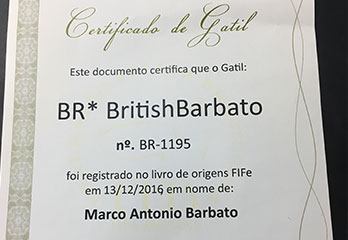 Certificado de Gatil
Este documento certifica que o Gatil:
BR* BritishBarbato
nº. BR-1195
foi registrado no livro de origens FIFe
em 13/12/2016 em nome de:
Marco Antonio Barbato